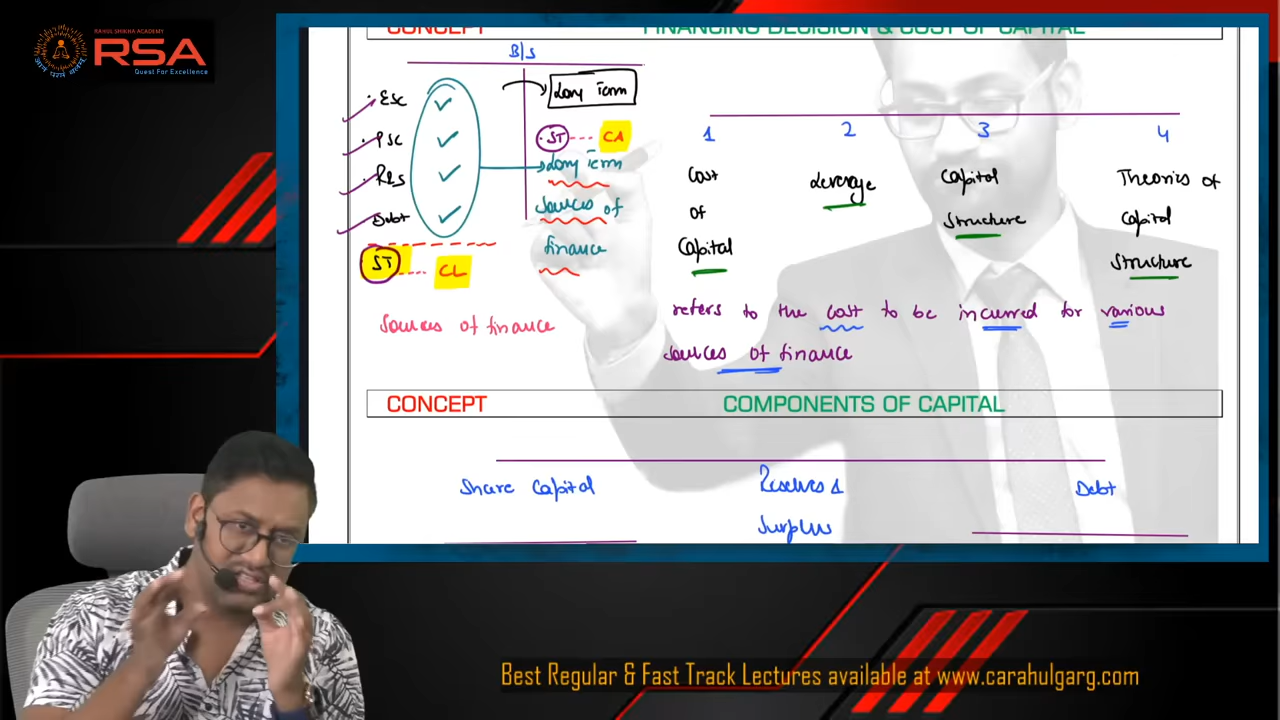 RAHUL SHIKHA ACADEMY
RSA
Quest For Excellence
CONCEPT FINANCING DECISION & COST OF CAPITAL
B/S
ESC
PSC
R&S
Debt
ST CL
Sources of finance
Long Term
ST CA
Long Term
Sources of
finance
1 2 3 4
Cost
of
Capital
Leverage
Capital
Structure
Theories of
Capital
Structure
refers to the cost to be incurred for various
sources of finance
CONCEPT COMPONENTS OF CAPITAL
Share Capital
Reserves &
Surplus
Debt
Best Regular & Fast Track Lectures available at www.carahulgarg.com